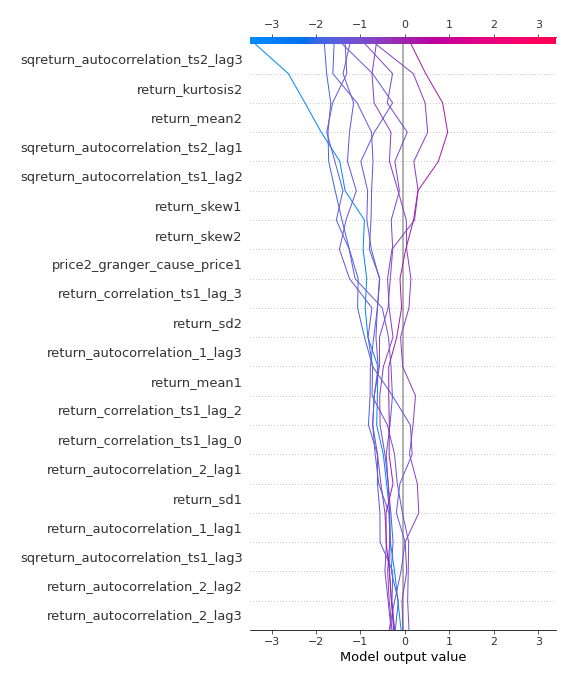 −3 −2 −1 0 1 2 3
sqreturn_autocorrelation_ts2_lag3
return_kurtosis2
return_mean2
sqreturn_autocorrelation_ts2_lag1
sqreturn_autocorrelation_ts1_lag2
return_skew1
return_skew2
price2_granger_cause_price1
return_correlation_ts1_lag_3
return_sd2
return_autocorrelation_1_lag3
return_mean1
return_correlation_ts1_lag_2
return_correlation_ts1_lag_0
return_autocorrelation_2_lag1
return_sd1
return_autocorrelation_1_lag1
sqreturn_autocorrelation_ts1_lag3
return_autocorrelation_2_lag2
return_autocorrelation_2_lag3
−3 −2 −1 0 1 2 3
Model output value